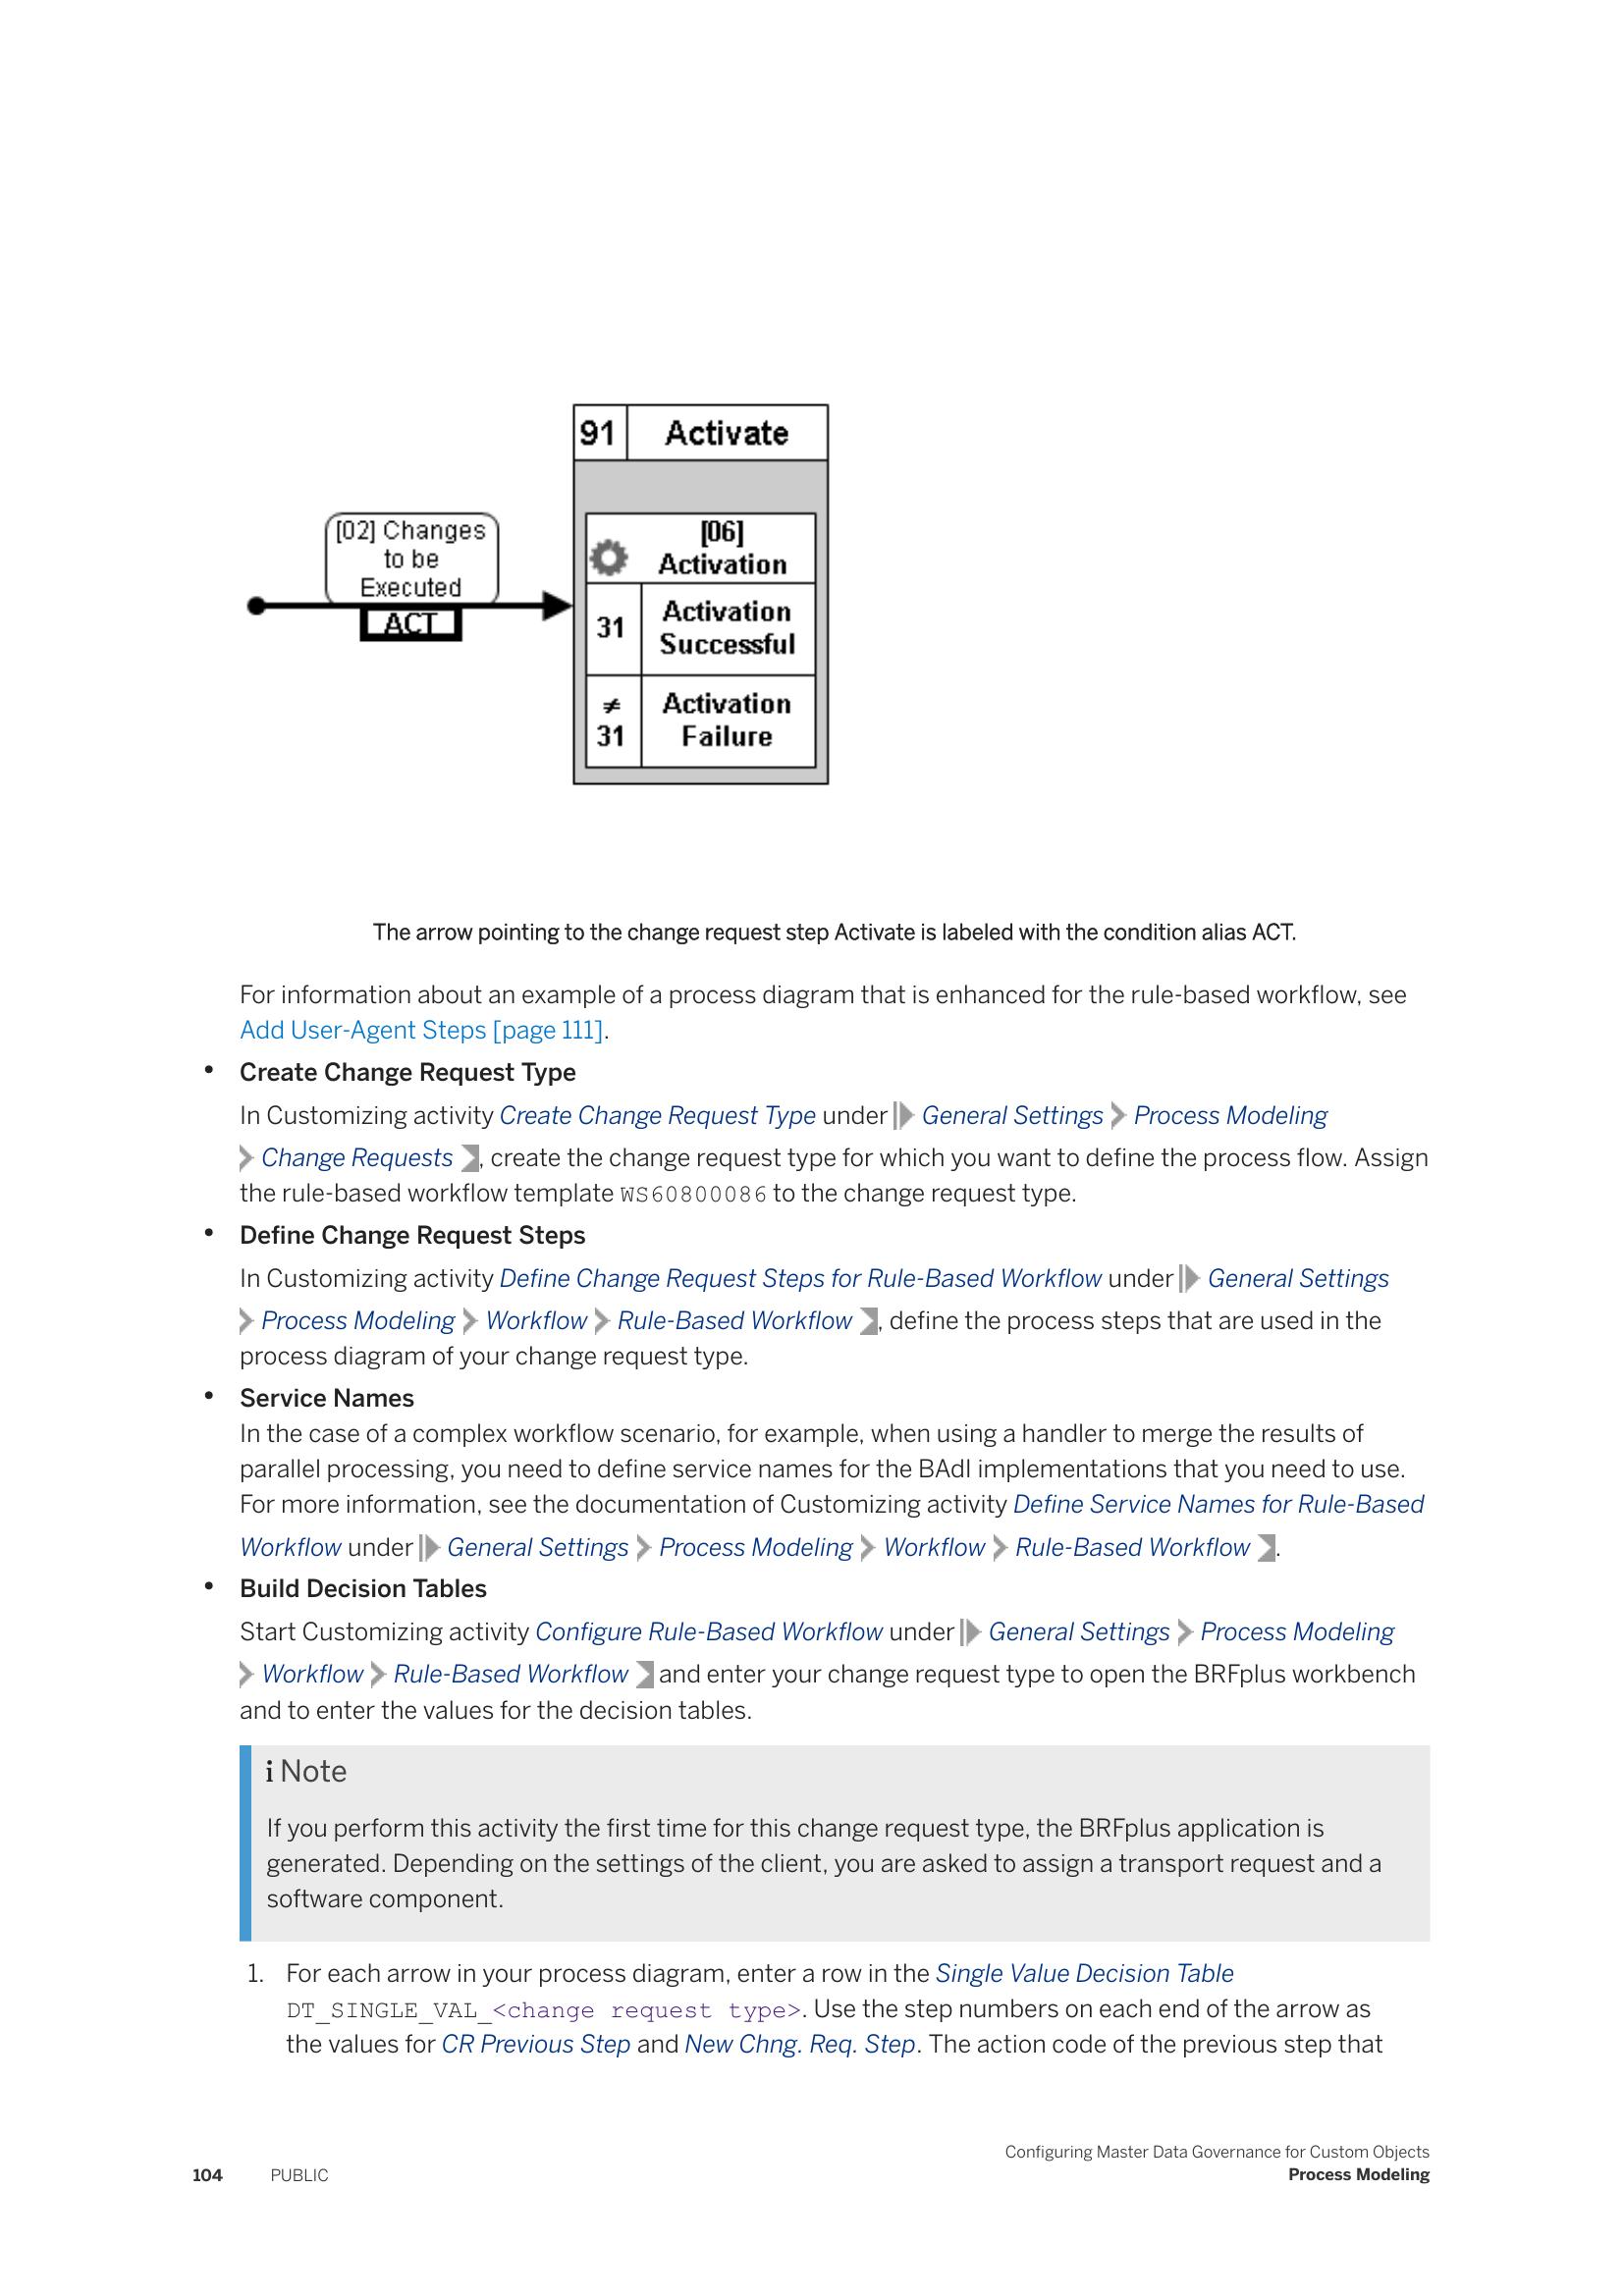 91 Activate
[02] Changes
to be
Executed
ACT
[06]
Activation
31 Activation
Successful
≠
31 Activation
Failure
The arrow pointing to the change request step Activate is labeled with the condition alias ACT.
For information about an example of a process diagram that is enhanced for the rule-based workflow, see
Add User-Agent Steps [page 111].
• Create Change Request Type
In Customizing activity Create Change Request Type under General Settings Process Modeling
Change Requests , create the change request type for which you want to define the process flow. Assign
the rule-based workflow template WS60800086 to the change request type.
• Define Change Request Steps
In Customizing activity Define Change Request Steps for Rule-Based Workflow under General Settings
Process Modeling Workflow Rule-Based Workflow , define the process steps that are used in the
process diagram of your change request type.
• Service Names
In the case of a complex workflow scenario, for example, when using a handler to merge the results of
parallel processing, you need to define service names for the BAdI implementations that you need to use.
For more information, see the documentation of Customizing activity Define Service Names for Rule-Based
Workflow under General Settings Process Modeling Workflow Rule-Based Workflow .
• Build Decision Tables
Start Customizing activity Configure Rule-Based Workflow under General Settings Process Modeling
Workflow Rule-Based Workflow and enter your change request type to open the BRFplus workbench
and to enter the values for the decision tables.
i Note
If you perform this activity the first time for this change request type, the BRFplus application is
generated. Depending on the settings of the client, you are asked to assign a transport request and a
software component.
1. For each arrow in your process diagram, enter a row in the Single Value Decision Table
DT_SINGLE_VAL_<change request type>. Use the step numbers on each end of the arrow as
the values for CR Previous Step and New Chng. Req. Step. The action code of the previous step that
Configuring Master Data Governance for Custom Objects
104 PUBLIC Process Modeling